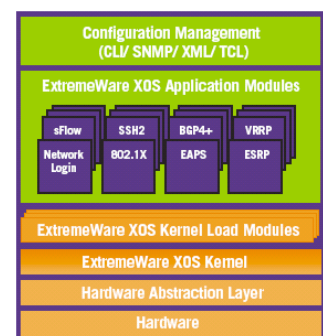 Configuration Management
(CLI/ SNMP/ XML/ TCL)
ExtremeWare XOS Application Modules
sFlow SSH2 BGP4+ VRRP
Network Login 802.1X EAPS ESRP
ExtremeWare XOS Kernel Load Modules
ExtremeWare XOS Kernel
Hardware Abstraction Layer
Hardware